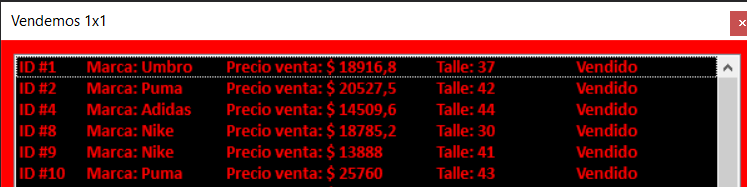 Vendemos 1x1
ID #1 Marca: Umbro Precio venta: $ 18916,8 Talle: 37 Vendido
ID #2 Marca: Puma Precio venta: $ 20527,5 Talle: 42 Vendido
ID #4 Marca: Adidas Precio venta: $ 14509,6 Talle: 44 Vendido
ID #8 Marca: Nike Precio venta: $ 18785,2 Talle: 30 Vendido
ID #9 Marca: Nike Precio venta: $ 13888 Talle: 41 Vendido
ID #10 Marca: Puma Precio venta: $ 25760 Talle: 43 Vendido